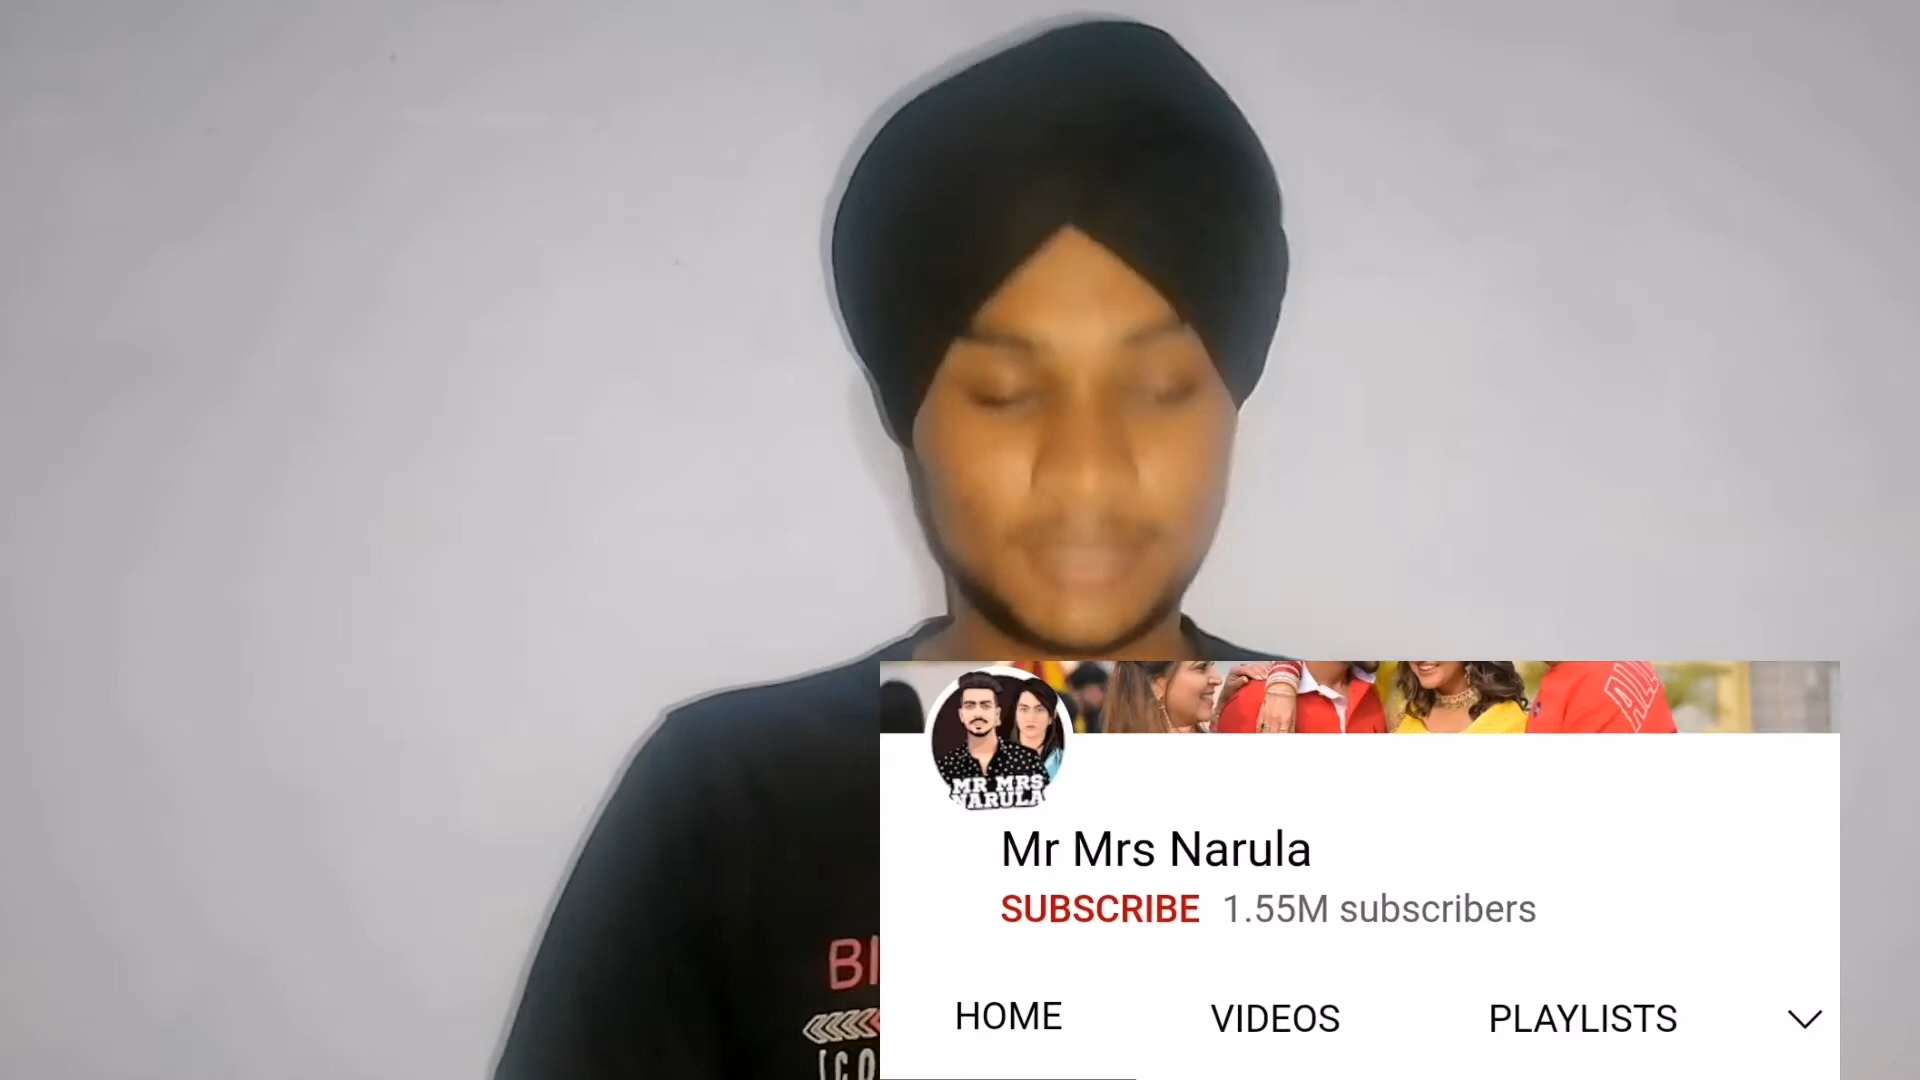 MR MRS
NARULA
Mr Mrs Narula
SUBSCRIBE 1.55M subscribers
HOME VIDEOS PLAYLISTS